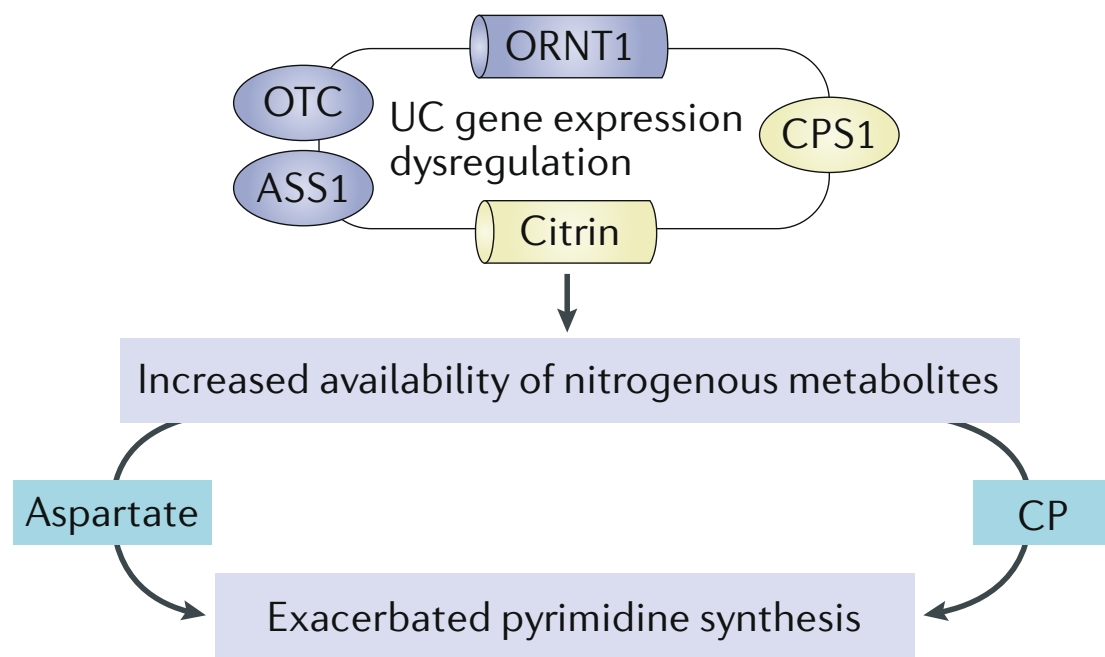 ORNT1
OTC
UC gene expression
dysregulation
CPS1
ASS1
Citrin
Increased availability of nitrogenous metabolites
Aspartate
CP
Exacerbated pyrimidine synthesis